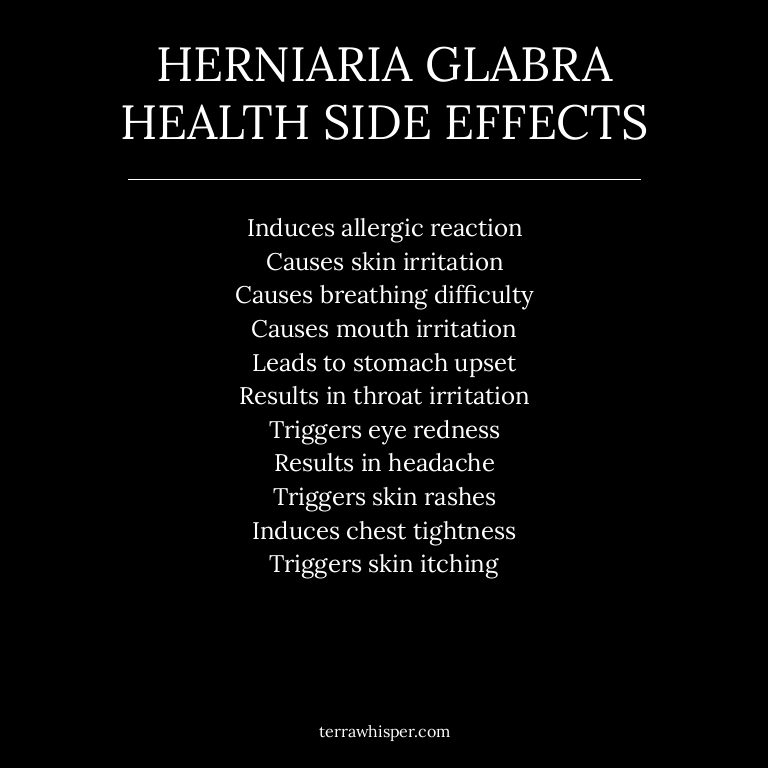 HERNIARIA GLABRA
HEALTH SIDE EFFECTS
Induces allergic reaction
Causes skin irritation
Causes breathing difficulty
Causes mouth irritation
Leads to stomach upset
Results in throat irritation
Triggers eye redness
Results in headache
Triggers skin rashes
Induces chest tightness
Triggers skin itching
terrawhisper.com